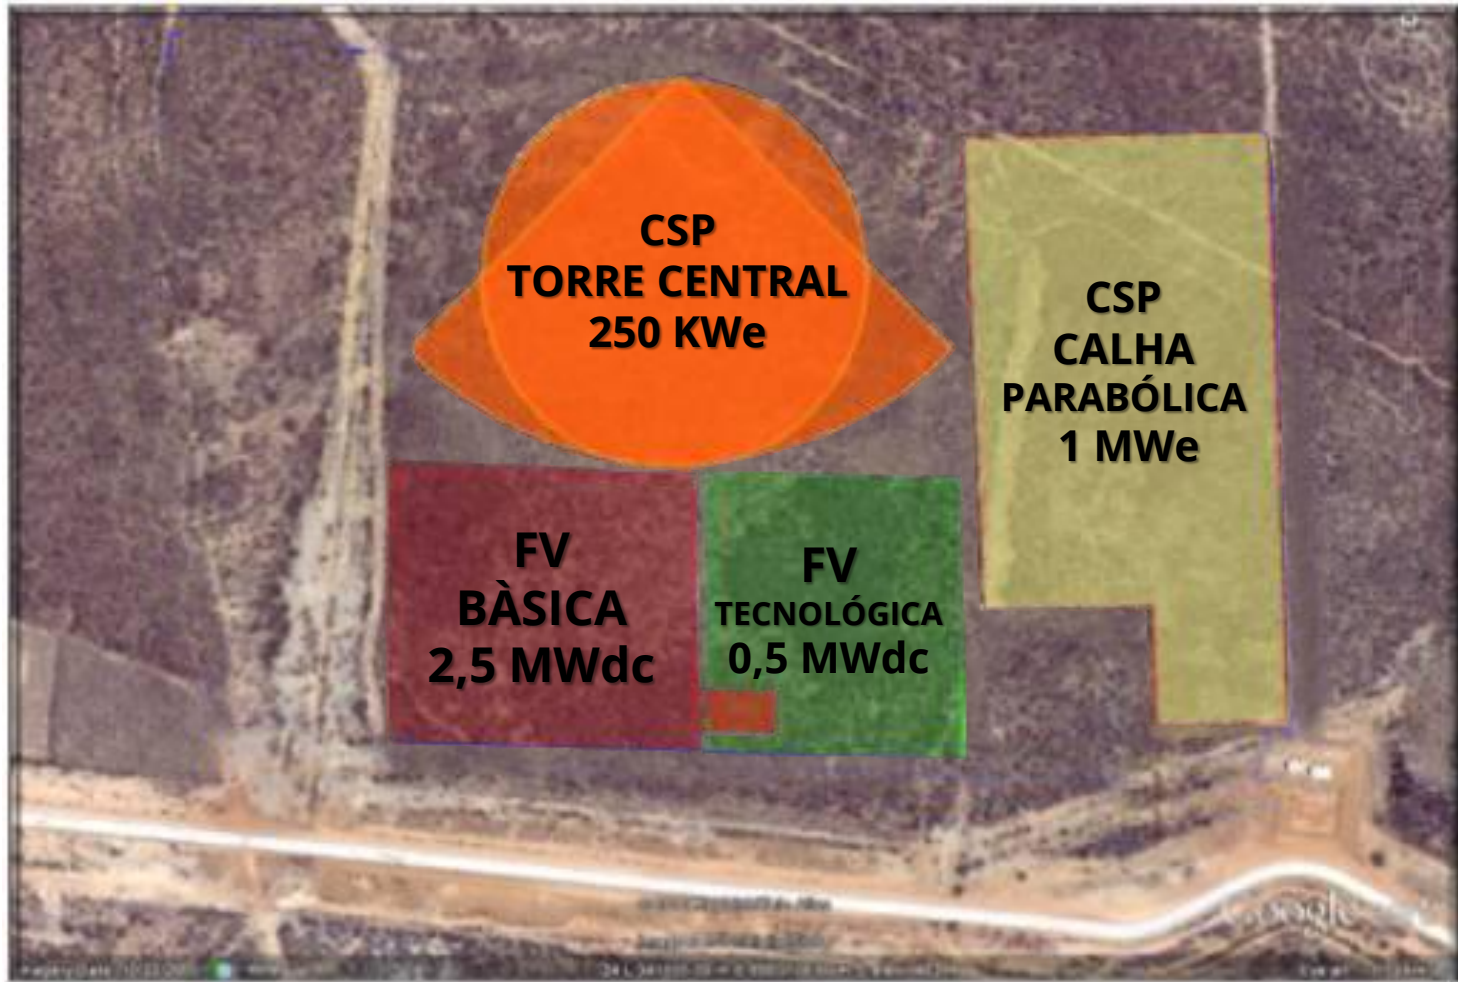 CSP
TORRE CENTRAL
250 KWe
CSP
CALHA
PARABÓLICA
1 MWe
FV
BÀSICA
2,5 MWdc
FV
TECNOLÓGICA
0,5 MWdc
Google